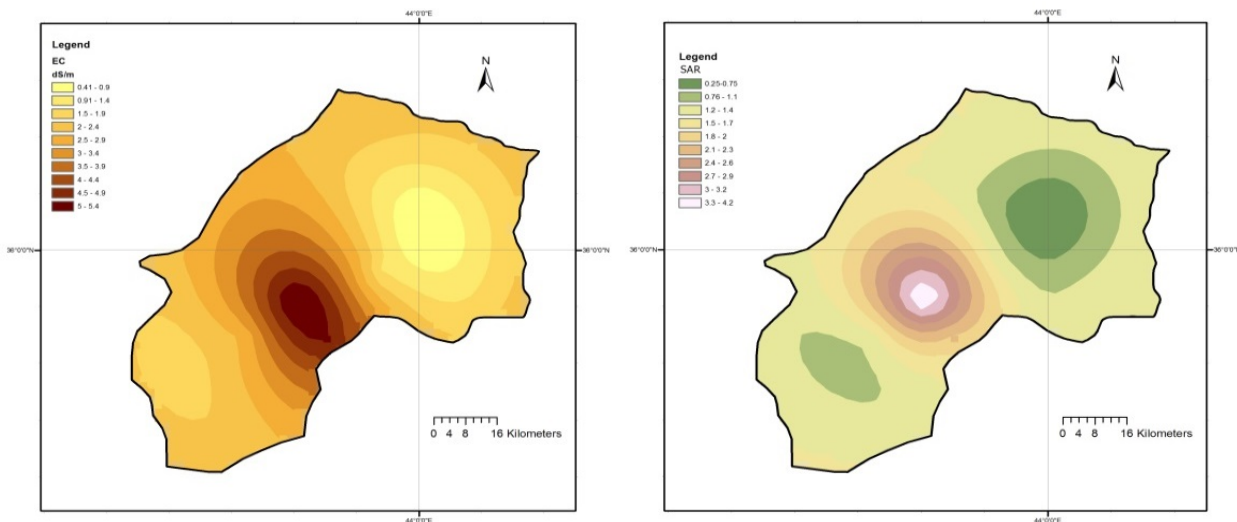 44°0'0"E
Legend
EC
dS/m
0.41 - 0.9
0.91 - 1.4
1.5 - 1.9
2 - 2.4
2.5 - 2.9
3 - 3.4
3.5 - 3.9
4 - 4.4
4.5 - 4.9
5 - 5.4
N
36°0'0"N
0 4 8 16 Kilometers
44°0'0"E
44°0'0"E
Legend
SAR
0.25-0.75
0.76 - 1.1
1.2 - 1.4
1.5 - 1.7
1.8 - 2
2.1 - 2.3
2.4 - 2.6
2.7 - 2.9
3 - 3.2
3.3 - 4.2
N
36°0'0"N
36°0'0"N
0 4 8 16 Kilometers
44°0'0"E